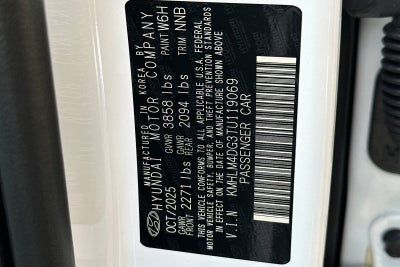 MANUFACTURED IN KOREA BY
HYUNDAI MOTOR COMPANY
PAINT W6H
TRIM NNB
OCT/2025 GVWR 3858 lbs
GAWR FRONT 2271 lbs GAWR REAR 2094 lbs
THIS VEHICLE CONFORMS TO ALL APPLICABLE U.S.A. FEDERAL
MOTOR VEHICLE SAFETY, BUMPER, AND THEFT PREVENTION STANDARDS
IN EFFECT ON THE DATE OF MANUFACTURE SHOWN ABOVE.
V.I.N KMHLM4DG3TU119069
PASSENGER CAR